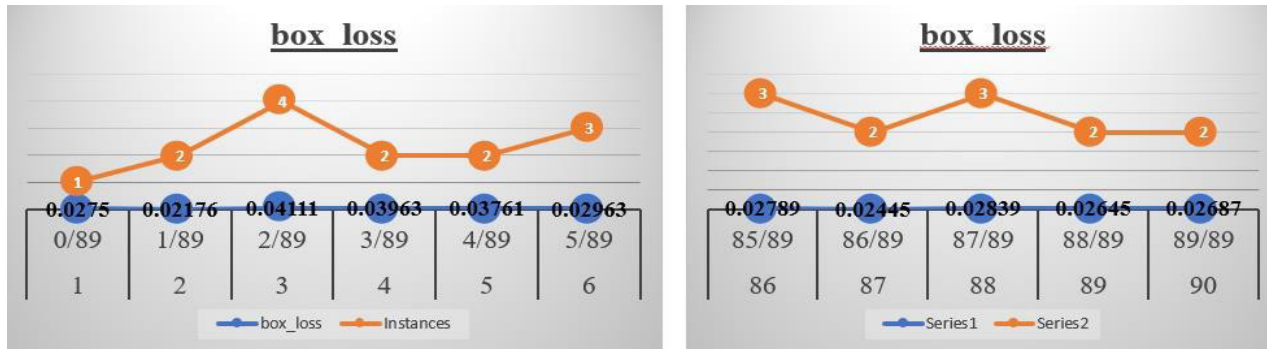 box_loss
4
3
2
2
2
1
0.0275 0.02176 0.04111 0.03963 0.03761 0.02963
0/89 1/89 2/89 3/89 4/89 5/89
1 2 3 4 5 6
box_loss Instances
box_loss
3 3
2 2 2
0.02789 0.02445 0.02839 0.02645 0.02687
85/89 86/89 87/89 88/89 89/89
86 87 88 89 90
Series1 Series2